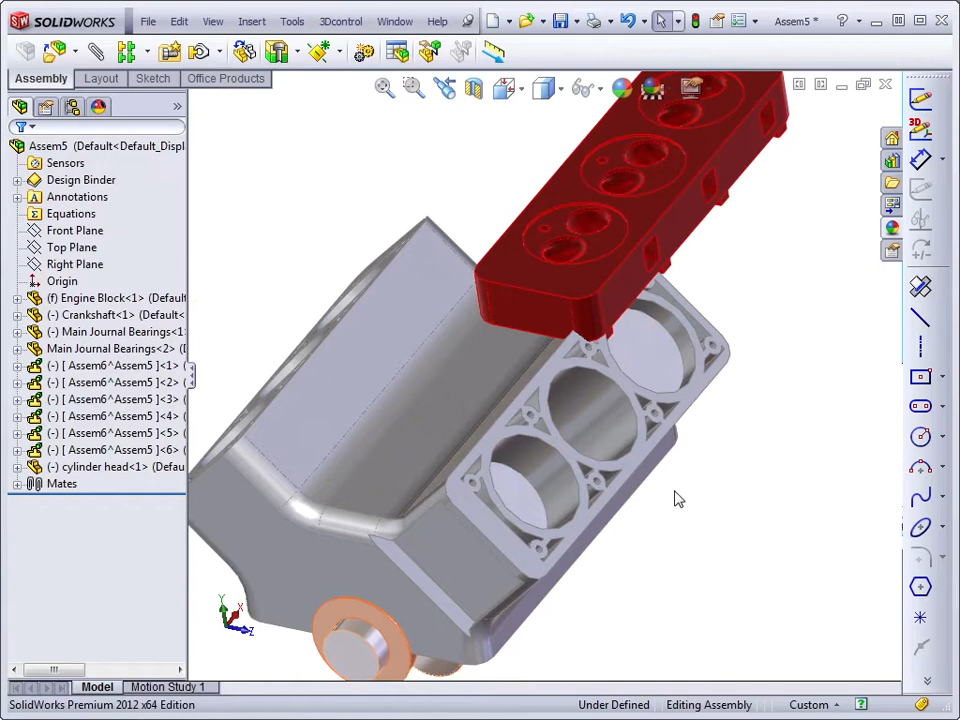 SOLIDWORKS File Edit View Insert Tools 3Dcontrol Window Help Assem5 *
Assembly Layout Sketch Office Products
Assem5 (Default<Default_Displ
Sensors
Design Binder
Annotations
Equations
Front Plane
Top Plane
Right Plane
Origin
(f) Engine Block<1> (Default
(-) Crankshaft<1> (Default
(-) Main Journal Bearings<1>
Main Journal Bearings<2> (
(-) [ Assem6^Assem5 ]<1> (
(-) [ Assem6^Assem5 ]<2> (
(-) [ Assem6^Assem5 ]<3> (
(-) [ Assem6^Assem5 ]<4> (
(-) [ Assem6^Assem5 ]<5> (
(-) [ Assem6^Assem5 ]<6> (
(-) cylinder head<1> (Defau
Mates
3D
Y
X
Z
Model Motion Study 1
SolidWorks Premium 2012 x64 Edition Under Defined Editing Assembly Custom